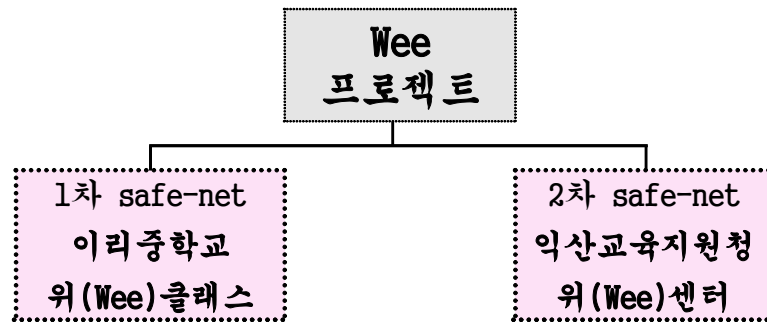 Wee
프로젝트
1차 safe-net
이리중학교
위(Wee)클래스
2차 safe-net
익산교육지원청
위(Wee)센터